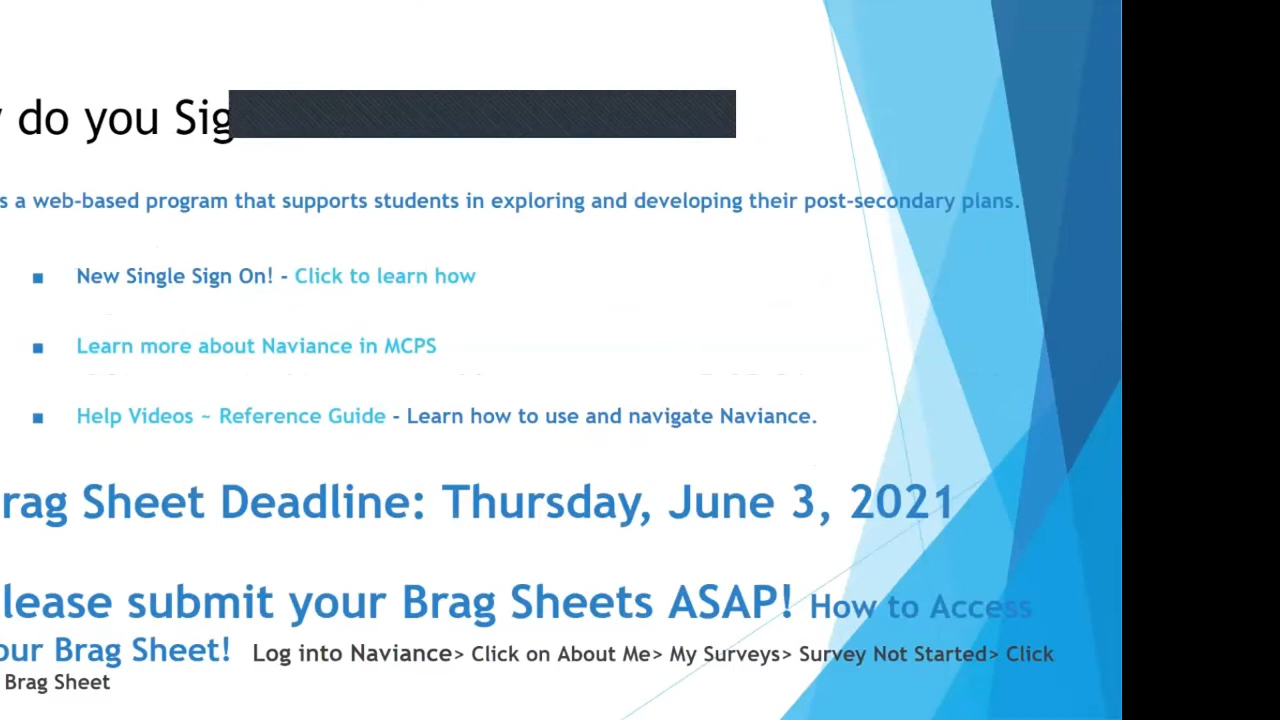 do you Sig
s a web-based program that supports students in exploring and developing their post-secondary plans.
■ New Single Sign On! - Click to learn how
■ Learn more about Naviance in MCPS
■ Help Videos ~ Reference Guide - Learn how to use and navigate Naviance.
rag Sheet Deadline: Thursday, June 3, 2021
lease submit your Brag Sheets ASAP! How to Access
our Brag Sheet! Log into Naviance> Click on About Me> My Surveys> Survey Not Started> Click
Brag Sheet